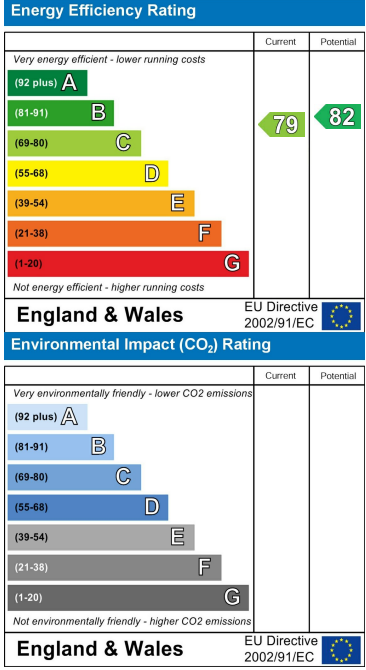 Energy Efficiency Rating
Current Potential
Very energy efficient - lower running costs
(92 plus) A
(81-91) B
(69-80) C
(55-68) D
(39-54) E
(21-38) F
(1-20) G
79
82
Not energy efficient - higher running costs
England & Wales
EU Directive
2002/91/EC
Environmental Impact (CO₂) Rating
Current Potential
Very environmentally friendly - lower CO2 emissions
(92 plus) A
(81-91) B
(69-80) C
(55-68) D
(39-54) E
(21-38) F
(1-20) G
Not environmentally friendly - higher CO2 emissions
England & Wales
EU Directive
2002/91/EC